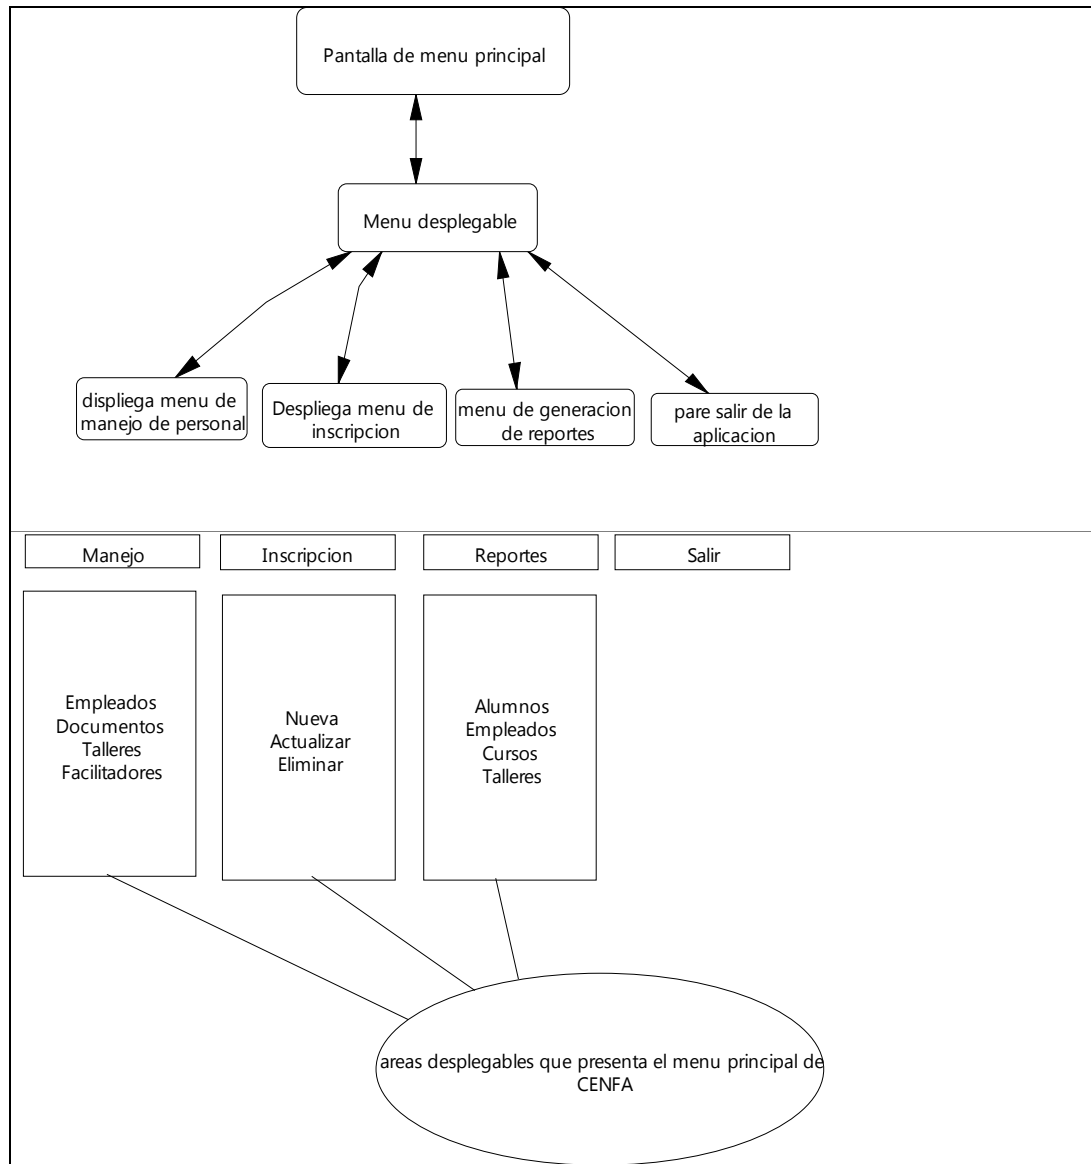 Pantalla de menu principal
Menu desplegable
displiega menu de
manejo de personal
Despliega menu de
inscripcion
menu de generacion
de reportes
pare salir de la
aplicacion
Manejo
Inscripcion
Reportes
Salir
Empleados
Documentos
Talleres
Facilitadores
Nueva
Actualizar
Eliminar
Alumnos
Empleados
Cursos
Talleres
areas desplegables que presenta el menu principal de
CENFA